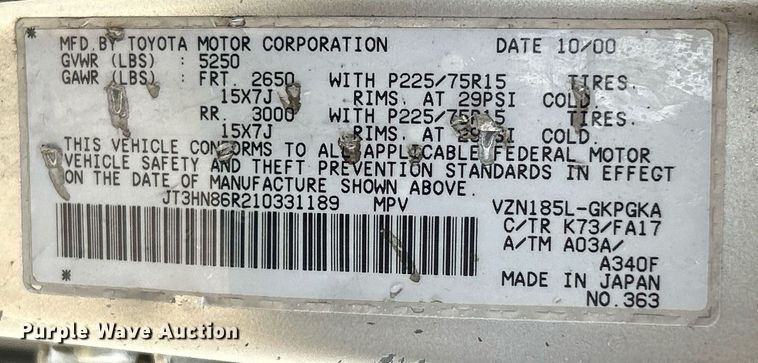 *
MFD.BY TOYOTA MOTOR CORPORATION DATE 10/00
GVWR (LBS) : 5250
GAWR (LBS) : FRT. 2650 WITH P225/75R15 TIRES.
15X7J RIMS. AT 29PSI COLD
RR. 3000 WITH P225/75R15 TIRES.
15X7J RIMS. AT 29PSI COLD.
THIS VEHICLE CONFORMS TO ALL APPLICABLE FEDERAL MOTOR
VEHICLE SAFETY AND THEFT PREVENTION STANDARDS IN EFFECT
ON THE DATE OF MANUFACTURE SHOWN ABOVE.
JT3HN86R210331189 MPV VZN185L-GKPGKA
C/TR K73/FA17
A/TM A03A/
A340F
* MADE IN JAPAN
NO.363
Purple Wave Auction